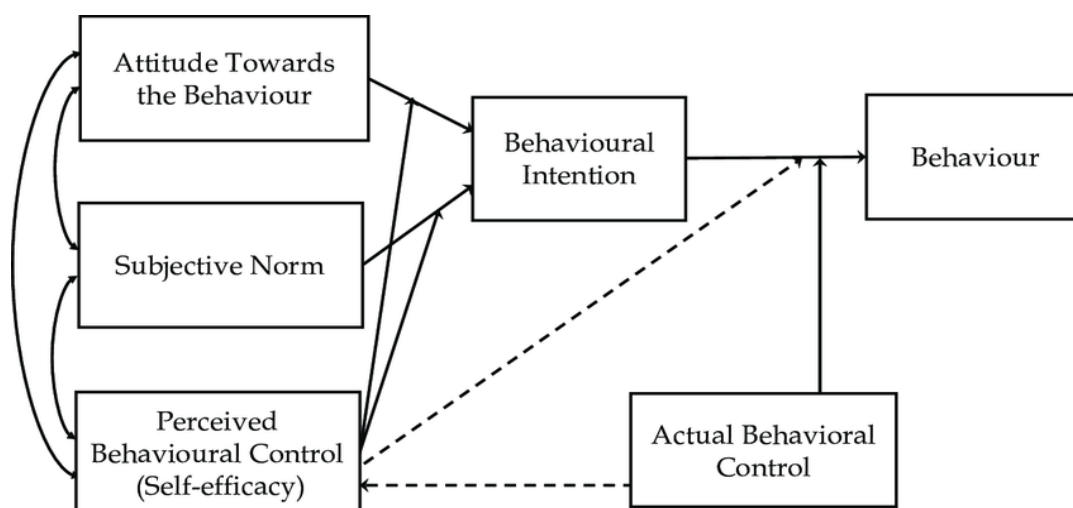 Attitude Towards
the Behaviour
Behavioural
Intention
Behaviour
Subjective Norm
Perceived
Behavioural Control
(Self-efficacy)
Actual Behavioral
Control